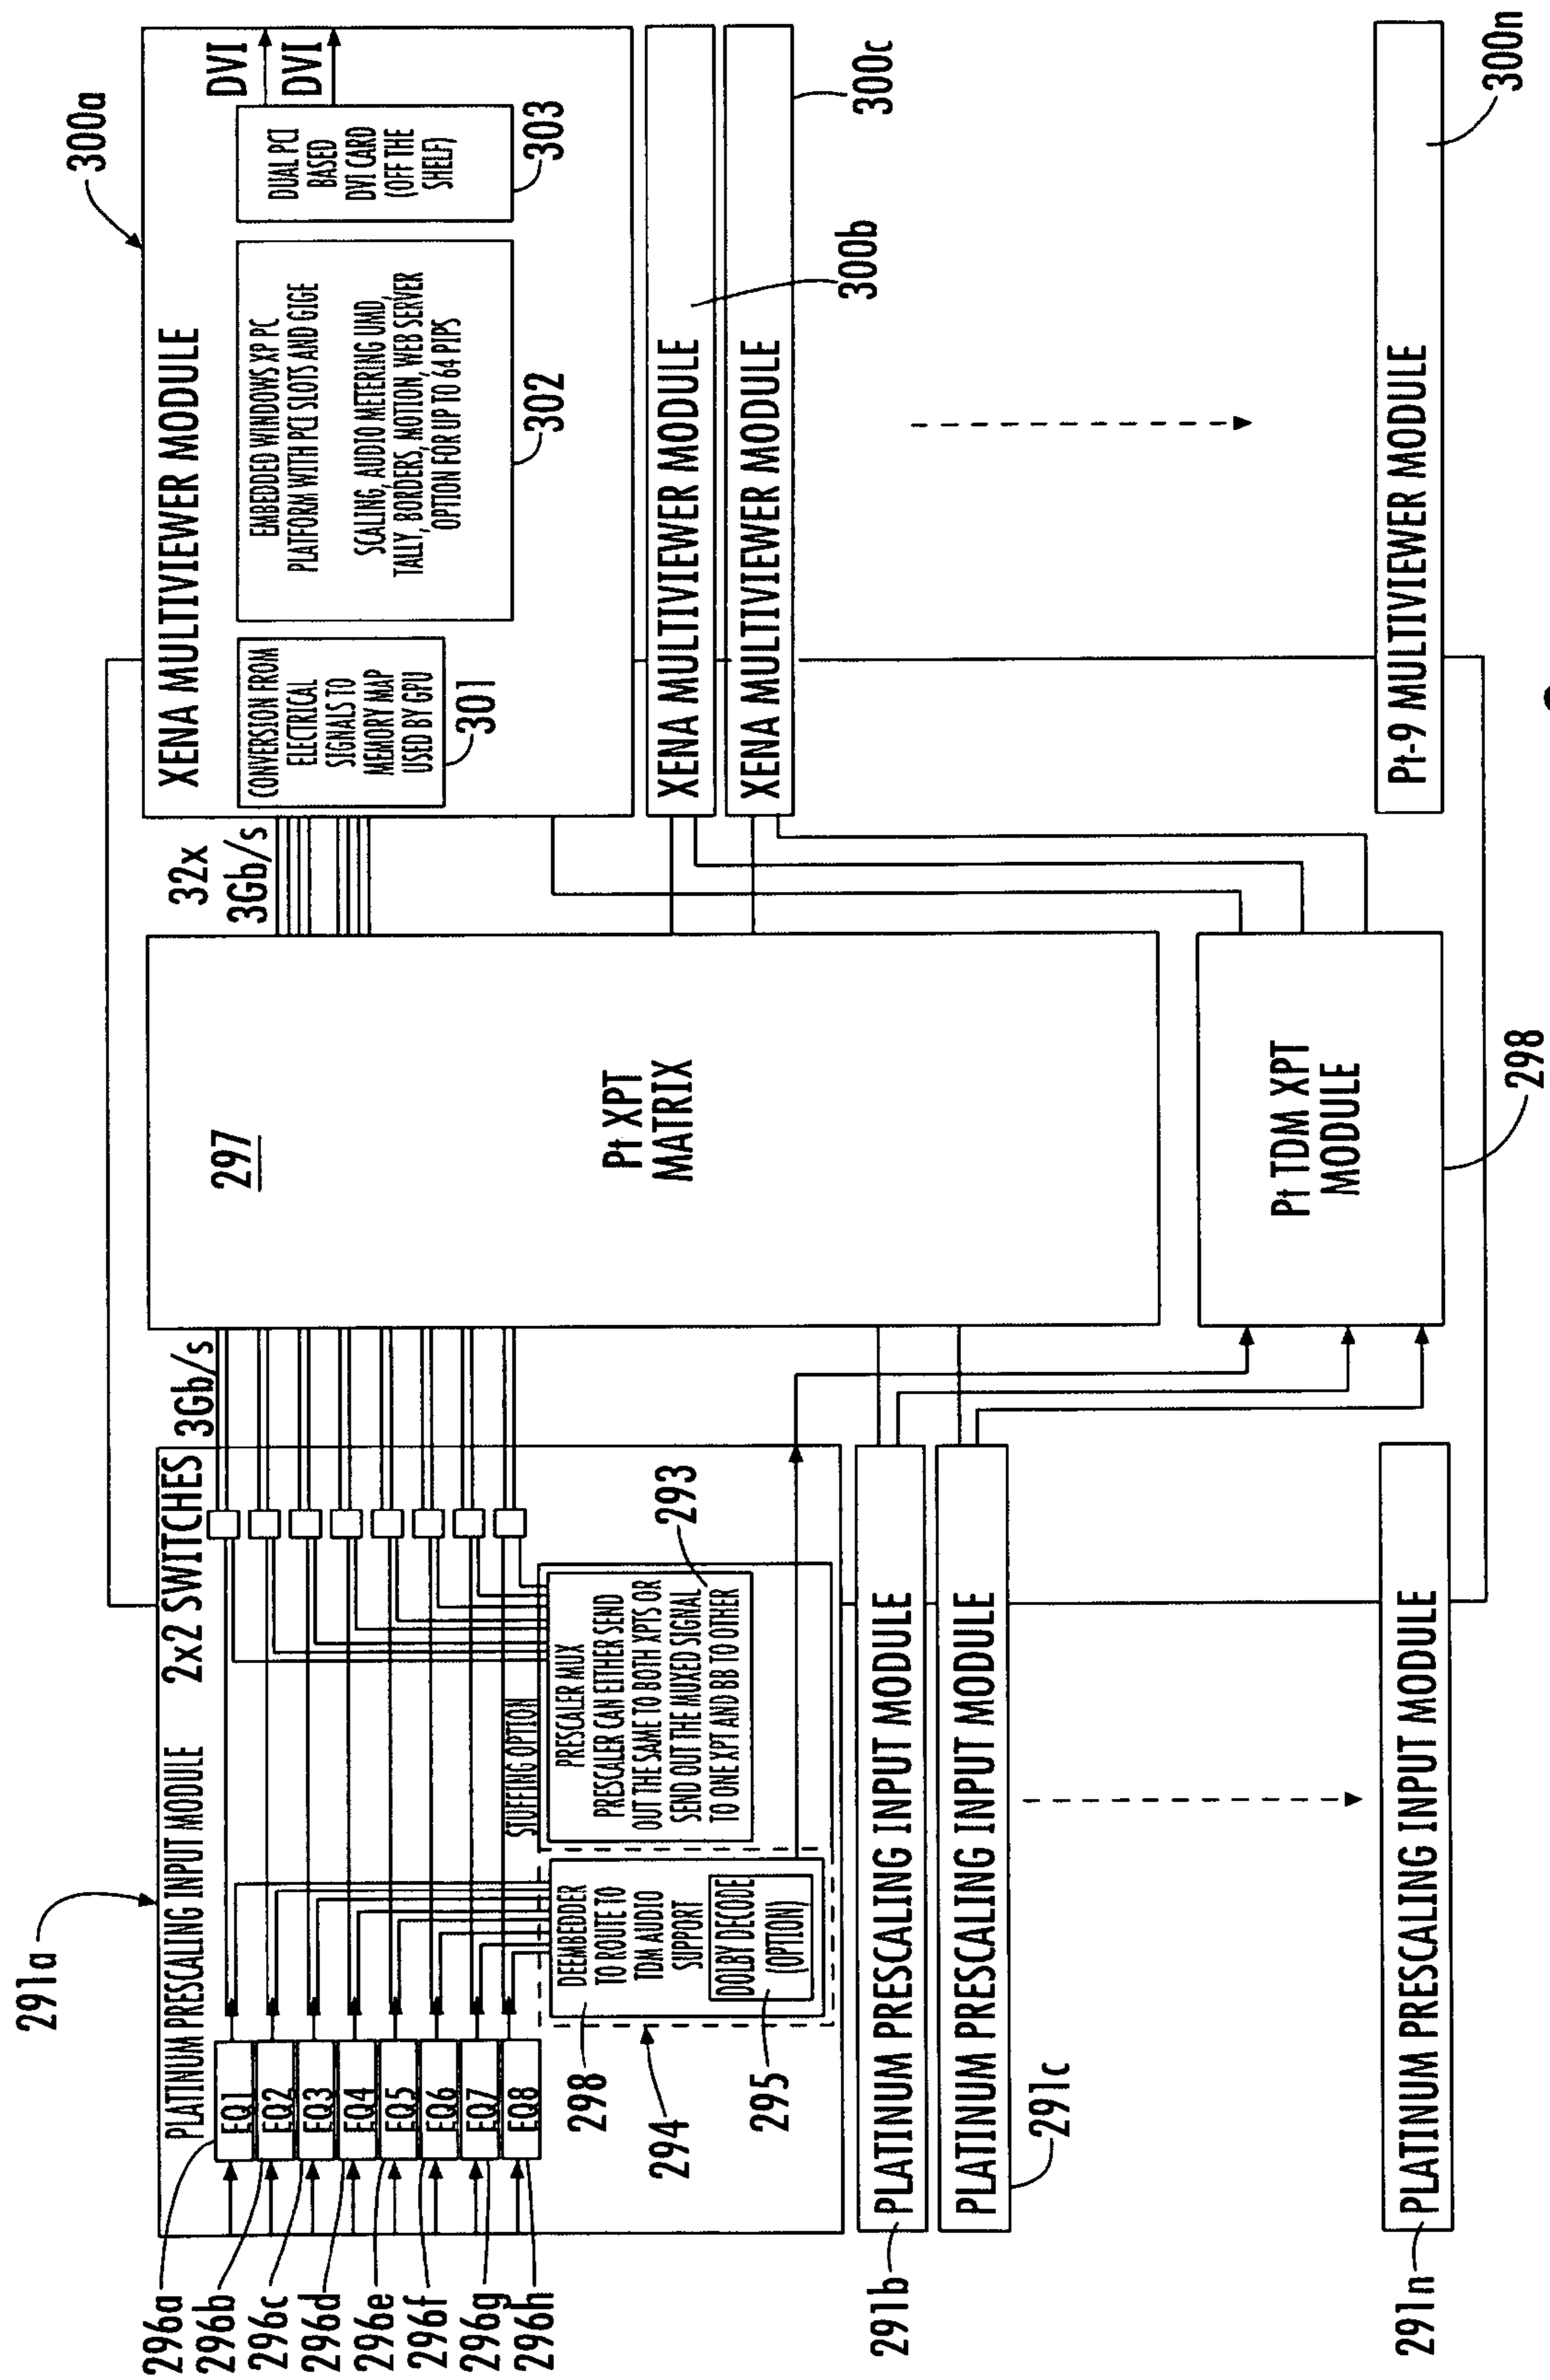 291a
PLATINUM PRESCALING INPUT MODULE
2x2 SWITCHES
3Gb/s
296a
296b
296c
296d
296e
296f
296g
296h
EQ1
EQ2
EQ3
EQ4
EQ5
EQ6
EQ7
EQ8
STUFFING OPTION
298
294
295
DEEMBEDDER
TO ROUTE TO
TDM AUDIO
SUPPORT
DOLBY DECODE
(OPTION)
PRESCALER MUX
PRESCALER CAN EITHER SEND
OUT THE SAME TO BOTH XPTS OR
SEND OUT THE MUXED SIGNAL
TO ONE XPT AND BB TO OTHER
293
291b
PLATINUM PRESCALING INPUT MODULE
PLATINUM PRESCALING INPUT MODULE
291c
291n
PLATINUM PRESCALING INPUT MODULE
297
Pt XPT
MATRIX
Pt TDM XPT
MODULE
298
32x
3Gb/s
300a
XENA MULTIVIEWER MODULE
CONVERSION FROM
ELECTRICAL
SIGNALS TO
MEMORY MAP
USED BY GPU
301
EMBEDDED WINDOWS XP PC
PLATFORM WITH PCI SLOTS AND GIGE
SCALING, AUDIO METERING UMD,
TALLY, BORDERS, MOTION, WEB SERVER
OPTION FOR UP TO 64 PIPS
302
DUAL PCI
BASED
DVI CARD
(OFF THE
SHELF)
303
DVI
DVI
XENA MULTIVIEWER MODULE
300b
XENA MULTIVIEWER MODULE
300c
Pt-9 MULTIVIEWER MODULE
300n